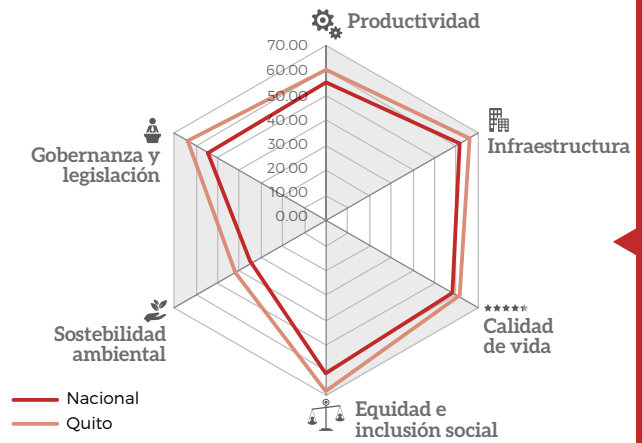 Productividad
70.00
60.00
50.00
40.00
30.00
20.00
10.00
0.00
Infraestructura
Gobernanza y
legislación
Sostebilidad
ambiental
Calidad
de vida
Equidad e
inclusión social
Nacional
Quito